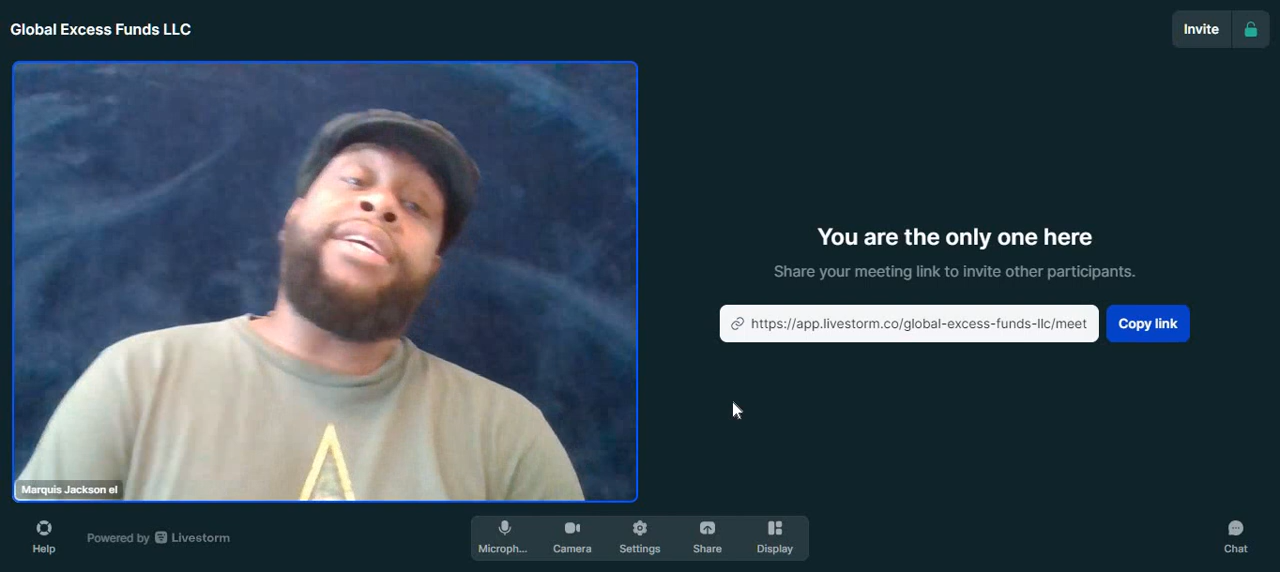 Global Excess Funds LLC
Invite
You are the only one here
Share your meeting link to invite other participants.
https://app.livestorm.co/global-excess-funds-llc/meet
Copy link
Marquis Jackson el
Help
Powered by Livestorm
Microph...
Camera
Settings
Share
Display
Chat